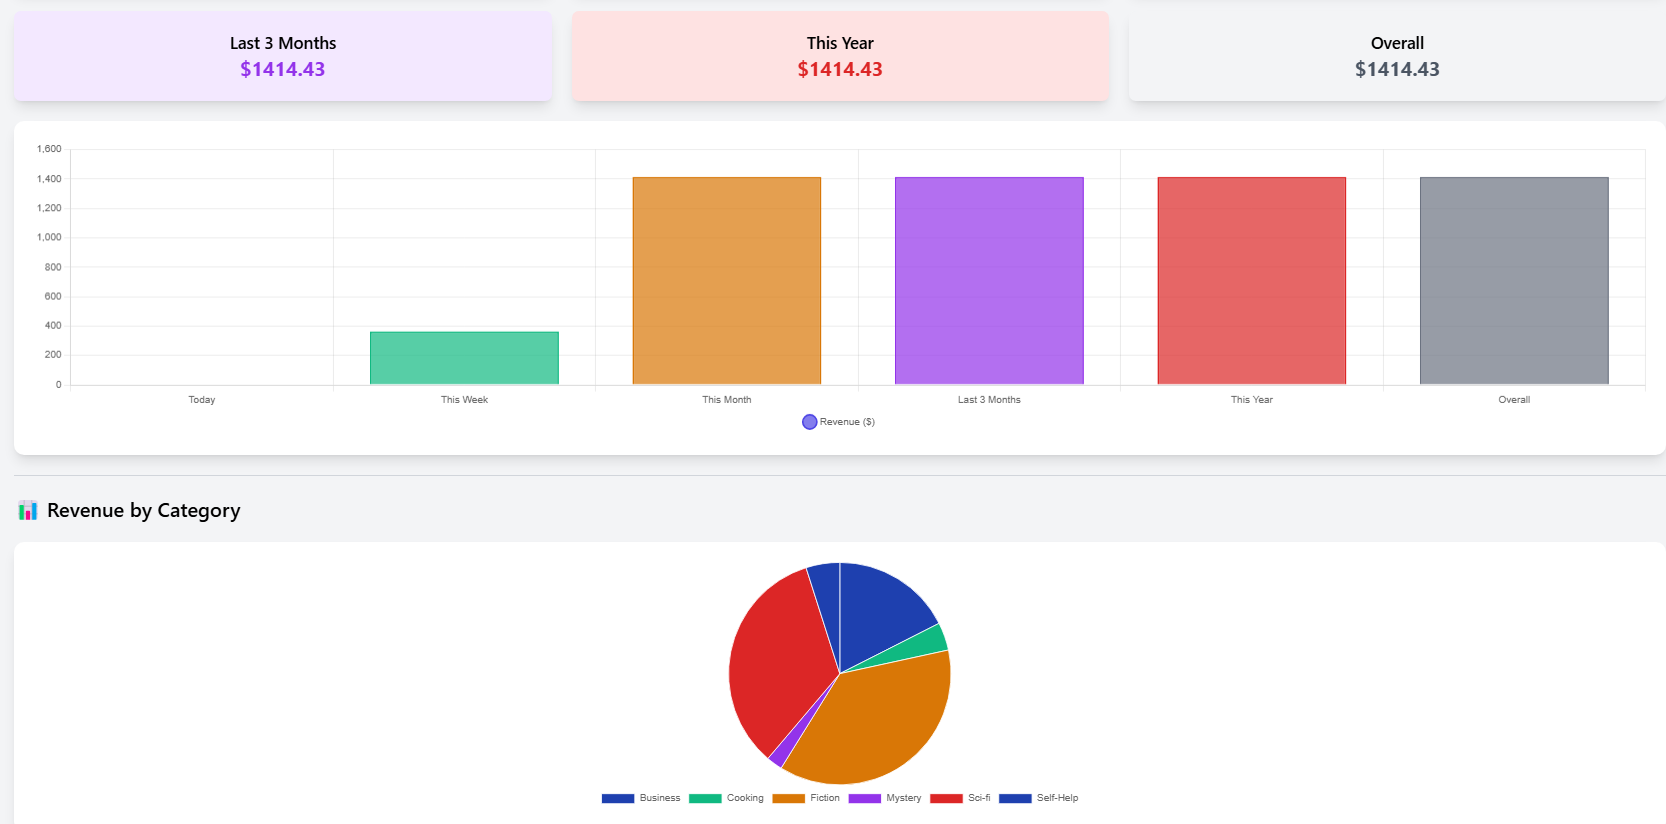 Last 3 Months
$1414.43
This Year
$1414.43
Overall
$1414.43
1,600
1,400
1,200
1,000
800
600
400
200
0
Today This Week This Month Last 3 Months This Year Overall
Revenue ($)
Revenue by Category
Business Cooking Fiction Mystery Sci-fi Self-Help